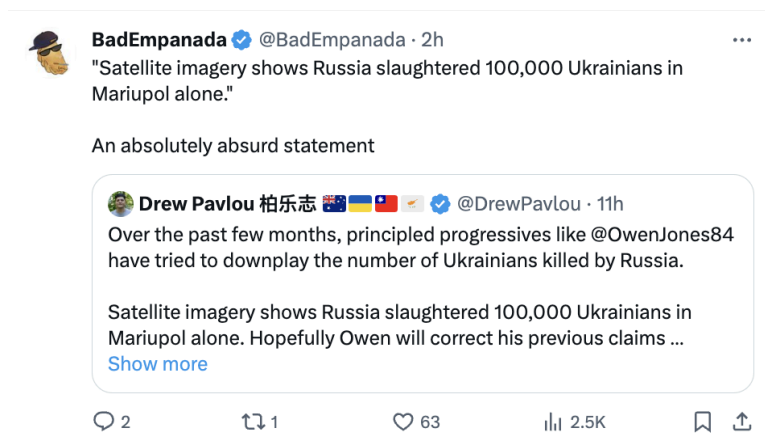 BadEmpanada @BadEmpanada · 2h
"Satellite imagery shows Russia slaughtered 100,000 Ukrainians in
Mariupol alone."
An absolutely absurd statement
Drew Pavlou 柏乐志 🇦🇺🇺🇦🇹🇼🇨🇾 @DrewPavlou · 11h
Over the past few months, principled progressives like @OwenJones84
have tried to downplay the number of Ukrainians killed by Russia.
Satellite imagery shows Russia slaughtered 100,000 Ukrainians in
Mariupol alone. Hopefully Owen will correct his previous claims ...
Show more
2 1 63 2.5K